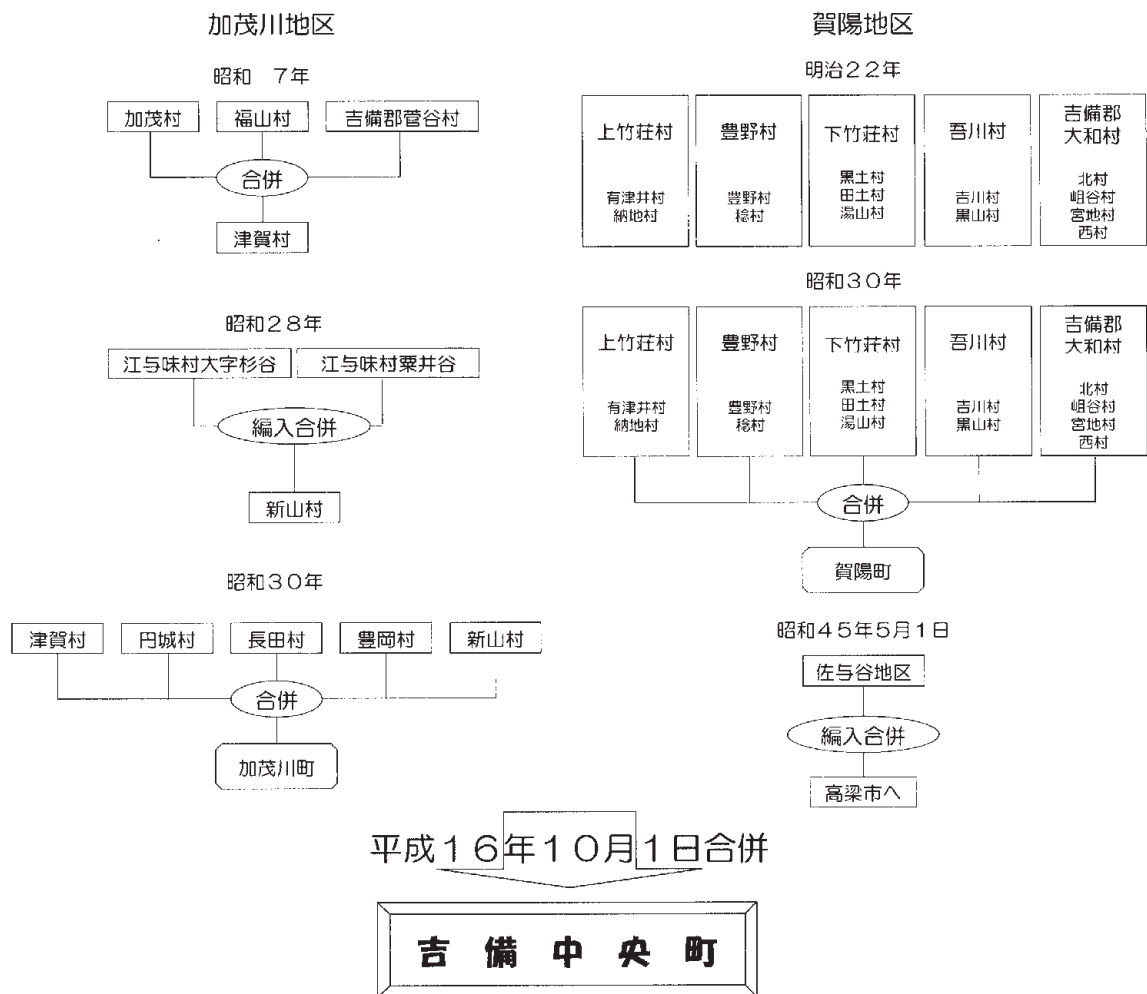 加茂川地区
昭和 7年
加茂村 福山村 吉備郡菅谷村
合併
津賀村
昭和28年
江与味村大字杉谷 江与味村粟井谷
編入合併
新山村
昭和30年
津賀村 円城村 長田村 豊岡村 新山村
合併
加茂川町
賀陽地区
明治22年
上竹荘村
有津井村
納地村
豊野村
豊野村
稔村
下竹荘村
黒土村
田土村
湯山村
吾川村
吉川村
黒山村
吉備郡
大和村
北村
岨谷村
宮地村
西村
昭和30年
上竹荘村
有津井村
納地村
豊野村
豊野村
稔村
下竹荘村
黒土村
田土村
湯山村
吾川村
吉川村
黒山村
吉備郡
大和村
北村
岨谷村
宮地村
西村
合併
賀陽町
昭和45年5月1日
佐与谷地区
編入合併
高梁市へ
平成16年10月1日合併
吉備中央町